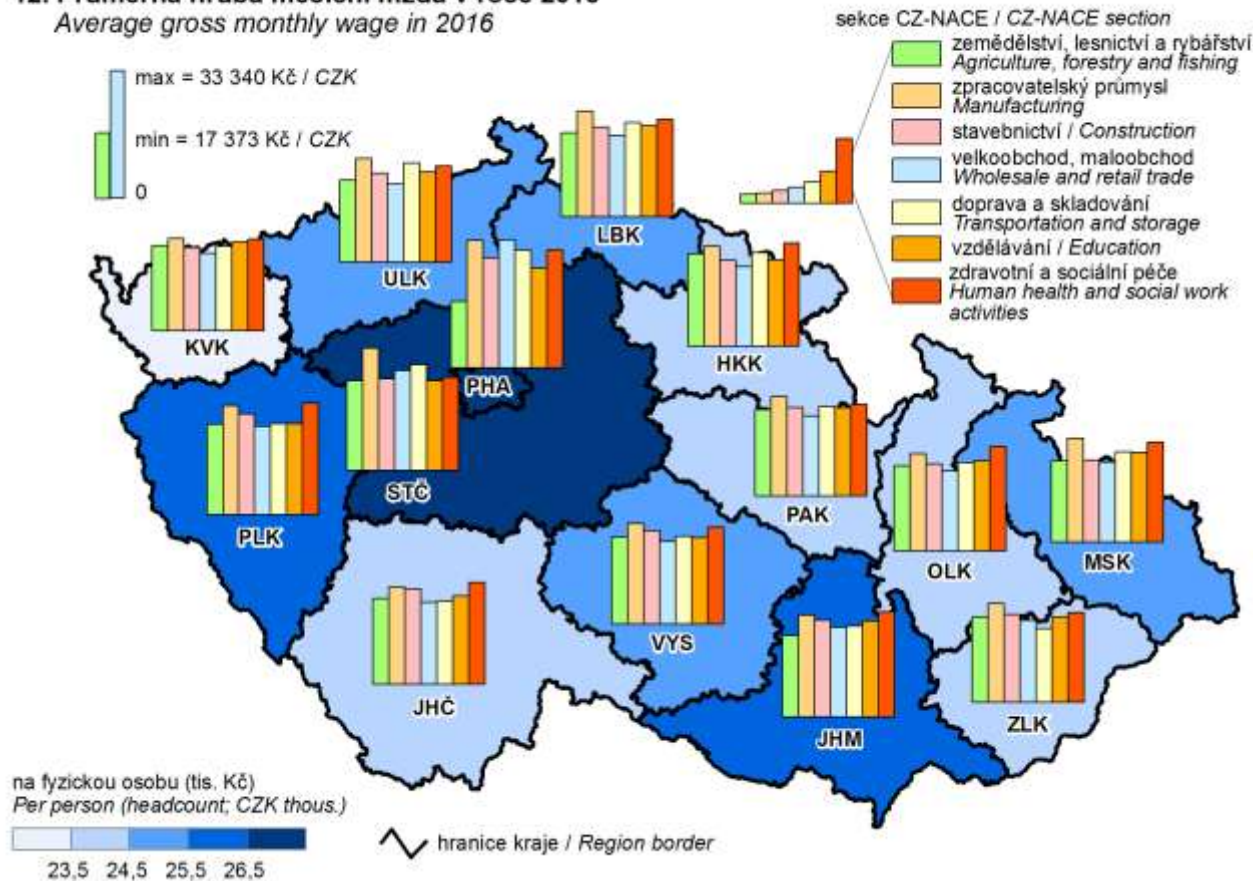 Average gross monthly wage in 2016
sekce CZ-NACE / CZ-NACE section
zemědělství, lesnictví a rybářství
Agriculture, forestry and fishing
zpracovatelský průmysl
Manufacturing
stavebnictví / Construction
velkoobchod, maloobchod
Wholesale and retail trade
doprava a skladování
Transportation and storage
vzdělávání / Education
zdravotní a sociální péče
Human health and social work
activities
max = 33 340 Kč / CZK
min = 17 373 Kč / CZK
0
LBK
ULK
KVK
HKK
PHA
STČ
PLK
PAK
OLK
MSK
VYS
JHČ
ZLK
JHM
na fyzickou osobu (tis. Kč)
Per person (headcount; CZK thous.)
23,5 24,5 25,5 26,5
hranice kraje / Region border